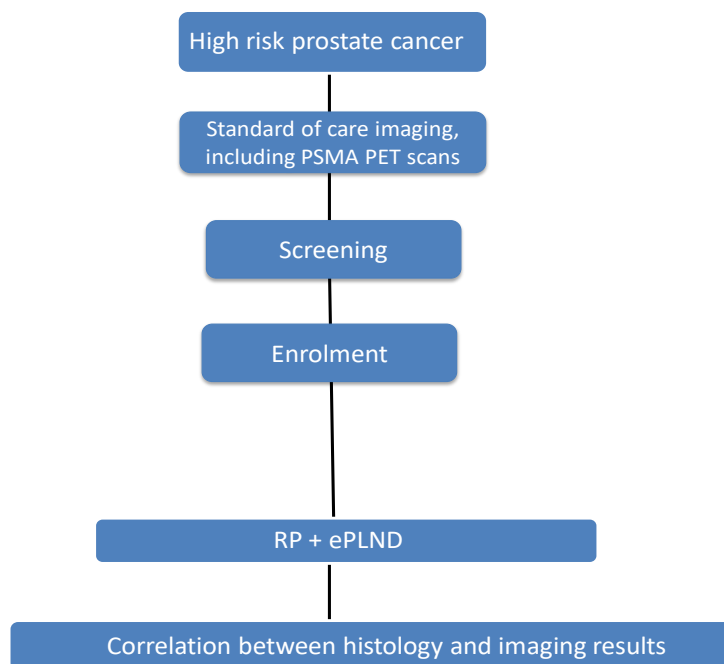 High risk prostate cancer
Standard of care imaging,
including PSMA PET scans
Screening
Enrolment
RP + ePLND
Correlation between histology and imaging results